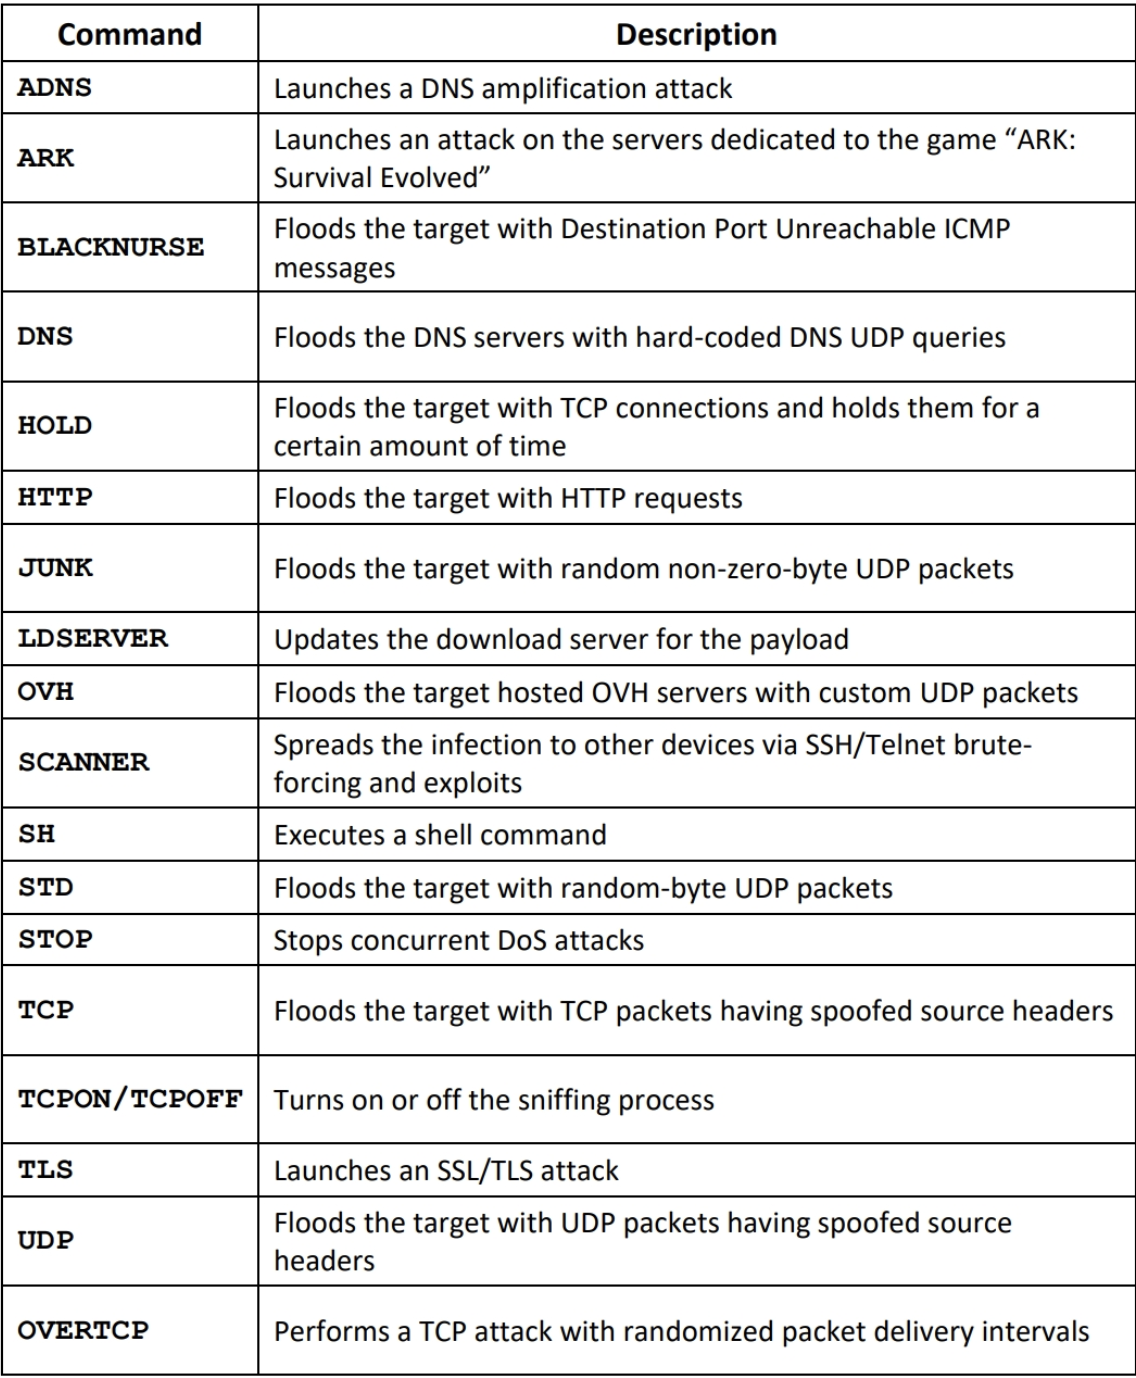 Command Description
ADNS Launches a DNS amplification attack
ARK Launches an attack on the servers dedicated to the game “ARK:
Survival Evolved”
BLACKNURSE Floods the target with Destination Port Unreachable ICMP
messages
DNS Floods the DNS servers with hard-coded DNS UDP queries
HOLD Floods the target with TCP connections and holds them for a
certain amount of time
HTTP Floods the target with HTTP requests
JUNK Floods the target with random non-zero-byte UDP packets
LDSERVER Updates the download server for the payload
OVH Floods the target hosted OVH servers with custom UDP packets
SCANNER Spreads the infection to other devices via SSH/Telnet brute-
forcing and exploits
SH Executes a shell command
STD Floods the target with random-byte UDP packets
STOP Stops concurrent DoS attacks
TCP Floods the target with TCP packets having spoofed source headers
TCPON/TCPOFF Turns on or off the sniffing process
TLS Launches an SSL/TLS attack
UDP Floods the target with UDP packets having spoofed source
headers
OVERTCP Performs a TCP attack with randomized packet delivery intervals